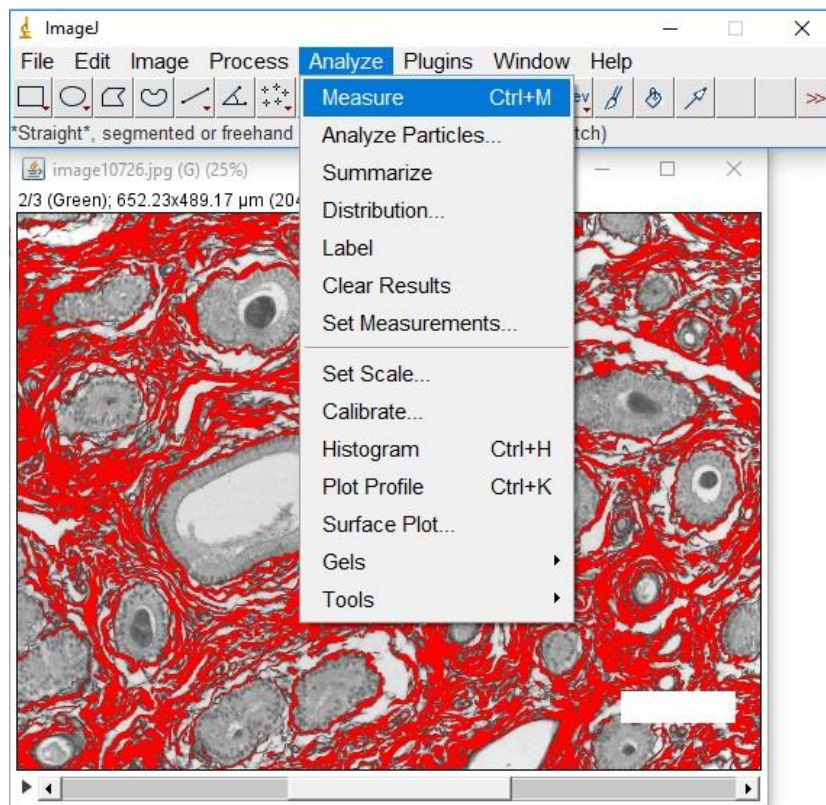 ImageJ
File Edit Image Process Analyze Plugins Window Help
*Straight*, segmented or freehand tch)
image10726.jpg (G) (25%)
2/3 (Green); 652.23x489.17 µm (204
Measure Ctrl+M
Analyze Particles...
Summarize
Distribution...
Label
Clear Results
Set Measurements...
Set Scale...
Calibrate...
Histogram Ctrl+H
Plot Profile Ctrl+K
Surface Plot...
Gels
Tools